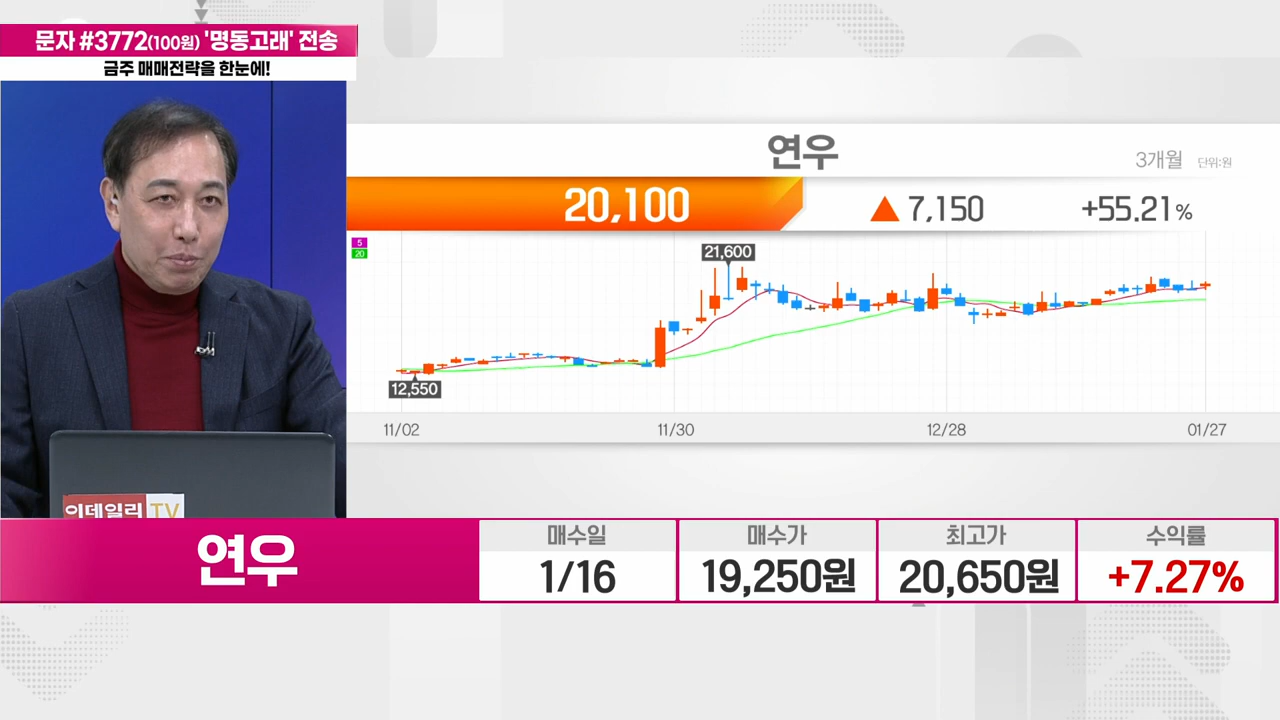 문자 #3772(100원) '명동고래' 전송
금주 매매전략을 한눈에!
연우
3개월 단위:원
20,100 ▲ 7,150 +55.21%
5
20
21,600
12,550
11/02 11/30 12/28 01/27
이데일리 TV
연우
매수일 매수가 최고가 수익률
1/16 19,250원 20,650원 +7.27%